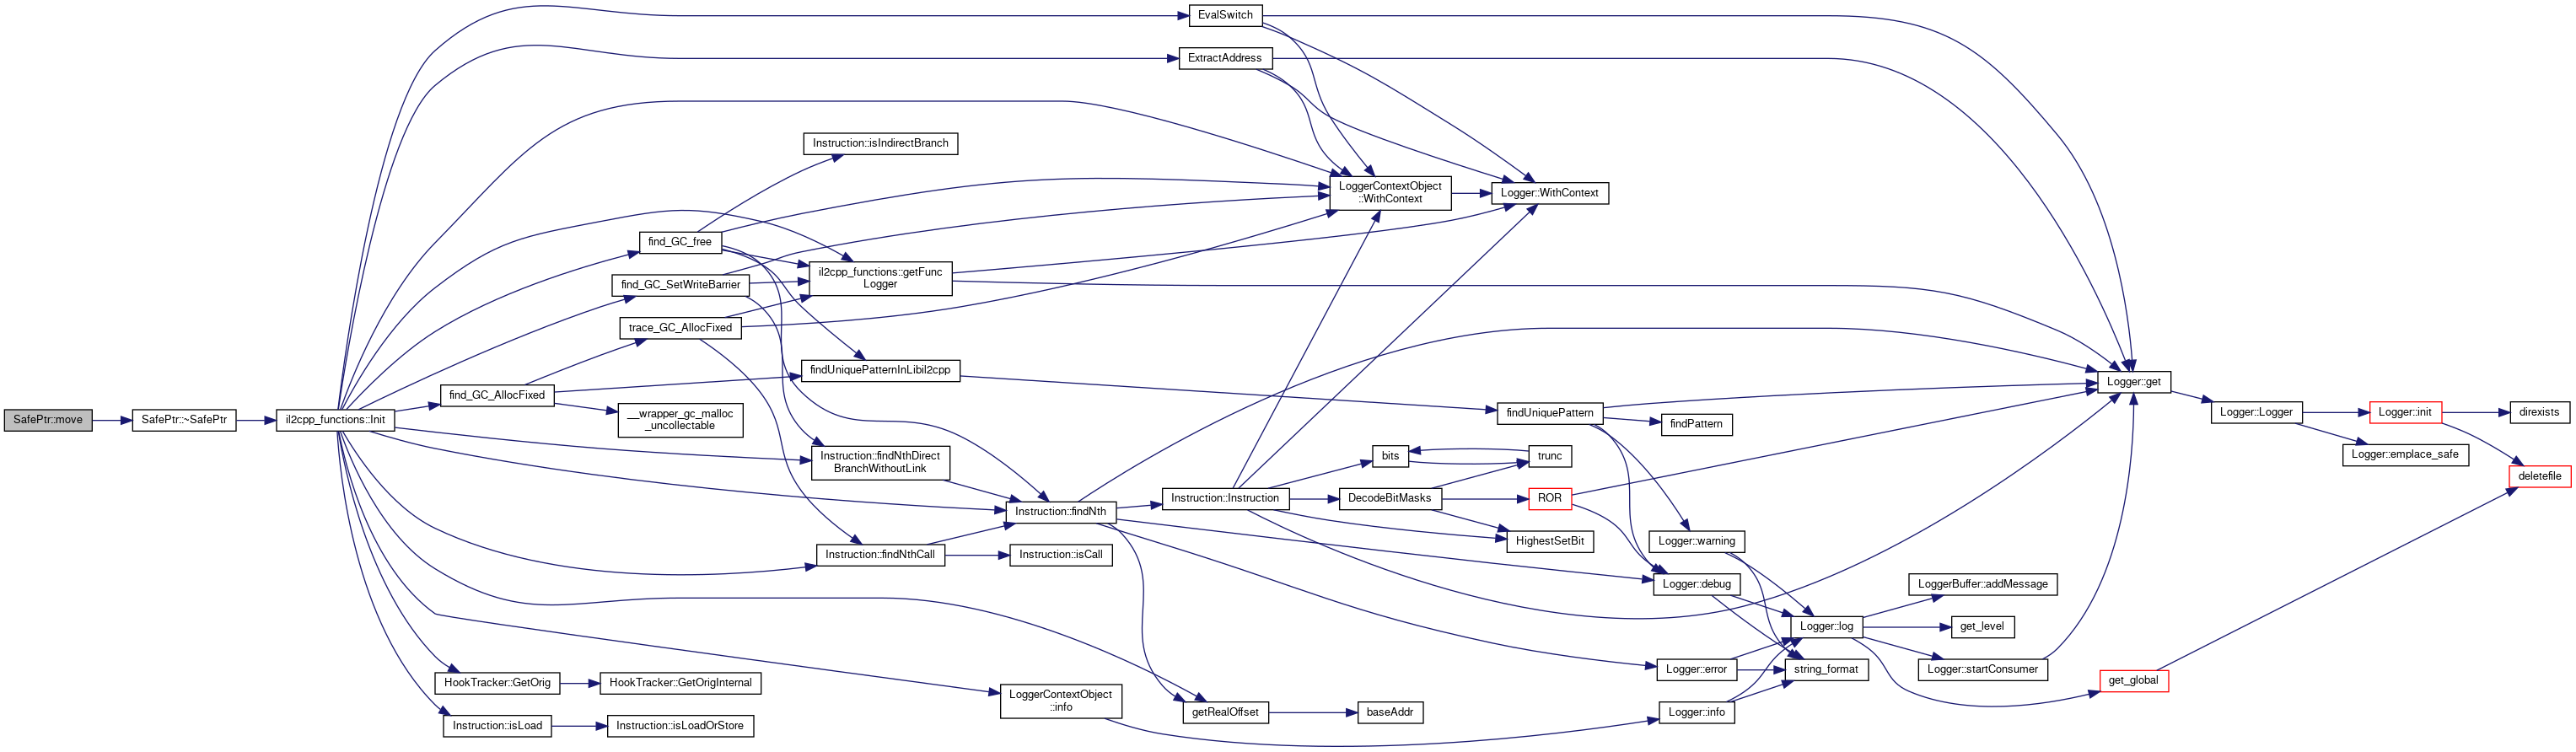 EvalSwitch
ExtractAddress
Instruction::isIndirectBranch
LoggerContextObject
::WithContext
Logger::WithContext
find_GC_free
il2cpp_functions::getFunc
Logger
find_GC_SetWriteBarrier
trace_GC_AllocFixed
findUniquePatternInLibil2cpp
Logger::get
find_GC_AllocFixed
SafePtr::move
SafePtr::~SafePtr
il2cpp_functions::Init
__wrapper_gc_malloc
_uncollectable
findUniquePattern
findPattern
Logger::Logger
Logger::init
direxists
Logger::emplace_safe
deletefile
Instruction::findNthDirect
BranchWithoutLink
bits
trunc
Instruction::Instruction
DecodeBitMasks
ROR
Instruction::findNth
HighestSetBit
Logger::warning
Instruction::findNthCall
Instruction::isCall
Logger::debug
LoggerBuffer::addMessage
Logger::log
get_level
Logger::error
string_format
Logger::startConsumer
get_global
HookTracker::GetOrig
HookTracker::GetOrigInternal
LoggerContextObject
::info
getRealOffset
baseAddr
Logger::info
Instruction::isLoad
Instruction::isLoadOrStore